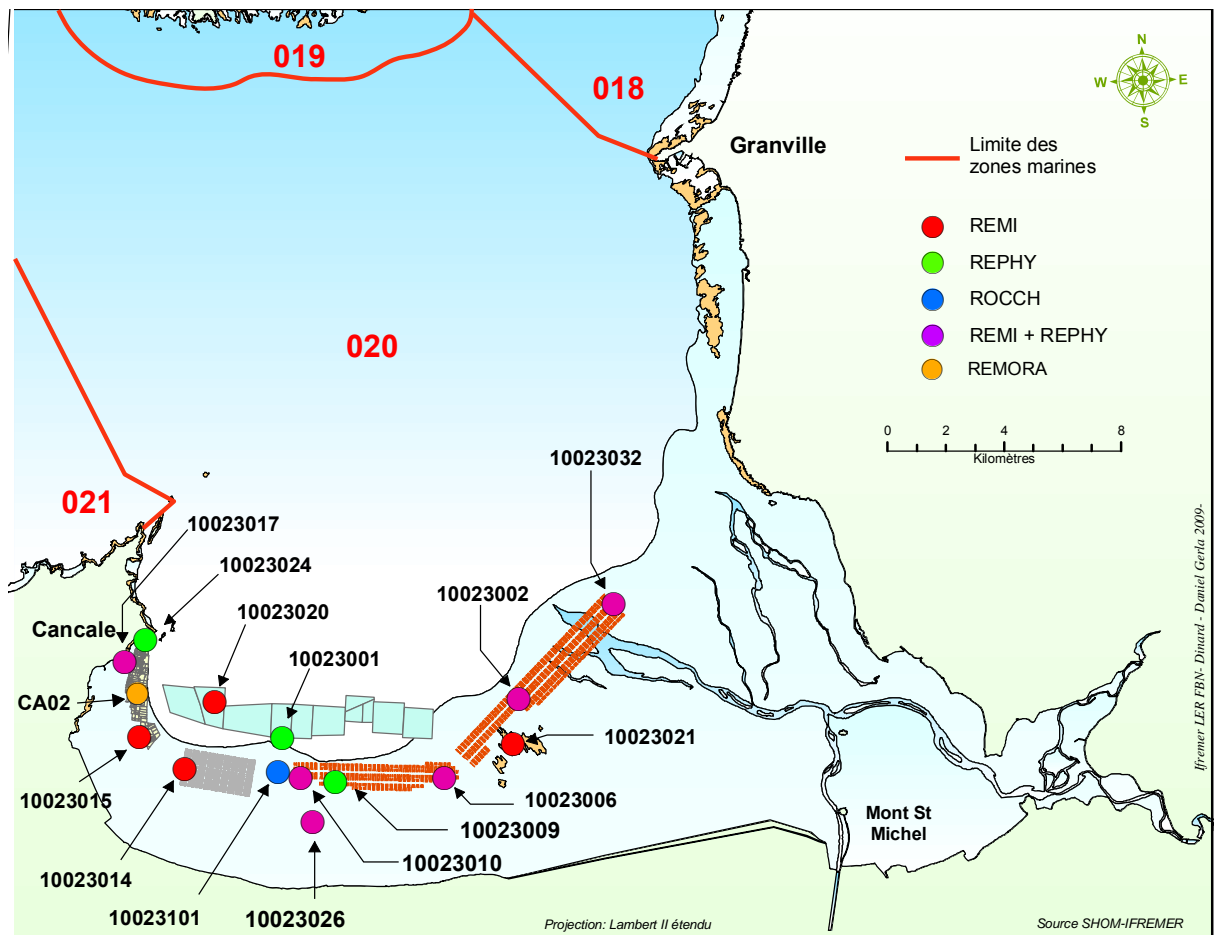 019
018
N
W
E
S
Granville
Limite des
zones marines
REMI
REPHY
ROCCH
REMI + REPHY
REMORA
020
0 2 4 6 8
Kilomètres
10023032
021
10023017
10023024
10023002
10023020
Cancale
10023001
CA02
10023021
10023015
10023006
10023009
Mont St
Michel
10023010
10023014
10023101
10023026
Projection: Lambert II étendu
Source SHOM-IFREMER
Ifremer LER FBN- Dinard - Daniel Gerla 2009-